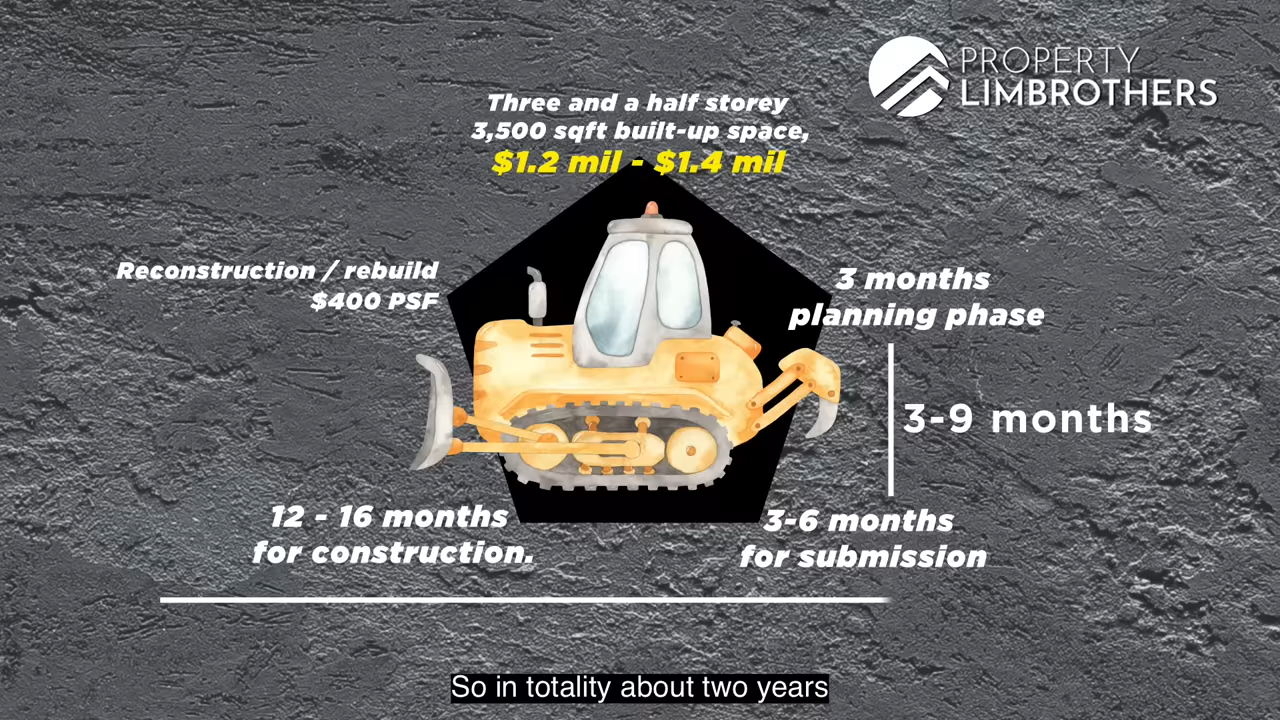 PROPERTY
LIMBROTHERS
Three and a half storey
3,500 sqft built-up space,
$1.2 mil - $1.4 mil
Reconstruction / rebuild
$400 PSF
3 months
planning phase
3-9 months
12 - 16 months
for construction.
3-6 months
for submission
So in totality about two years